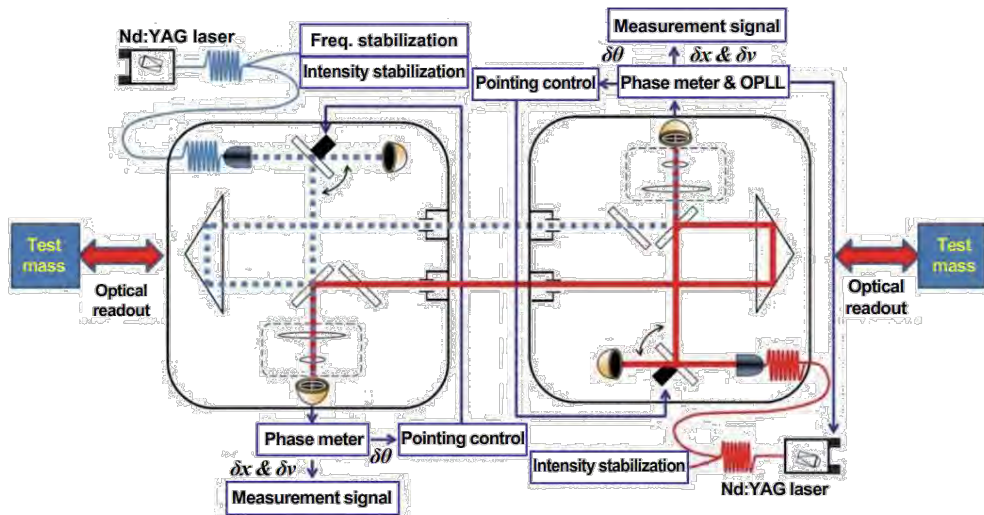 Nd:YAG laser
Freq. stabilization
Intensity stabilization
Measurement signal
δθ
δx & δν
Pointing control
Phase meter & OPLL
Test
mass
Optical
readout
Test
mass
Optical
readout
Phase meter
δθ
Pointing control
δx & δν
Measurement signal
Intensity stabilization
Nd:YAG laser